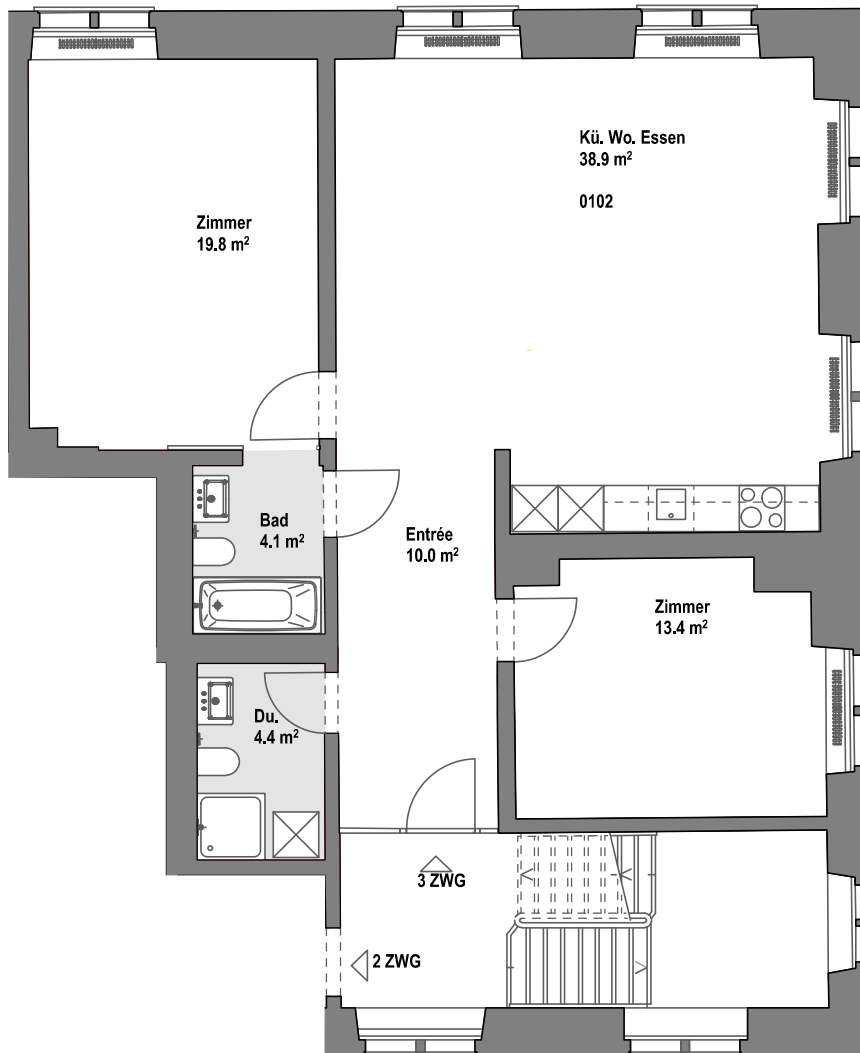 Kü. Wo. Essen
38.9 m²
0102
Zimmer
19.8 m²
Bad
4.1 m²
Entrée
10.0 m²
Zimmer
13.4 m²
Du.
4.4 m²
3 ZWG
2 ZWG